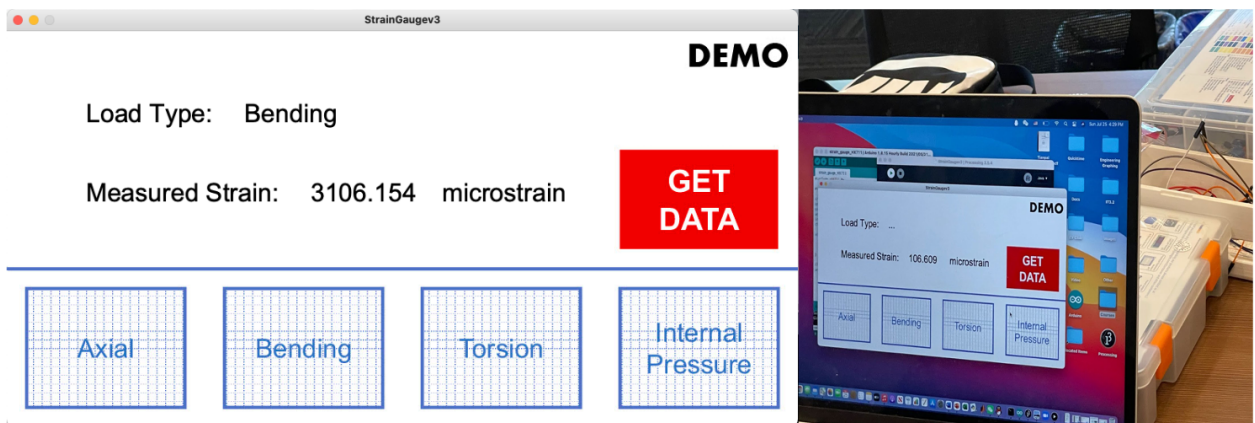 StrainGaugev3
DEMO
Load Type: Bending
Measured Strain: 3106.154 microstrain
GET
DATA
Axial
Bending
Torsion
Internal
Pressure
StrainGaugev3
DEMO
Load Type: ...
Measured Strain: 106.609 microstrain
GET
DATA
Axial
Bending
Torsion
Internal
Pressure